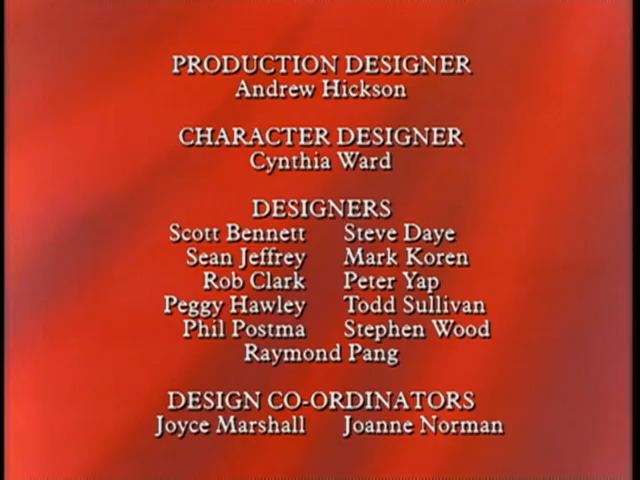 PRODUCTION DESIGNER
Andrew Hickson
CHARACTER DESIGNER
Cynthia Ward
DESIGNERS
Scott Bennett Steve Daye
Sean Jeffrey Mark Koren
Rob Clark Peter Yap
Peggy Hawley Todd Sullivan
Phil Postma Stephen Wood
Raymond Pang
DESIGN CO-ORDINATORS
Joyce Marshall Joanne Norman